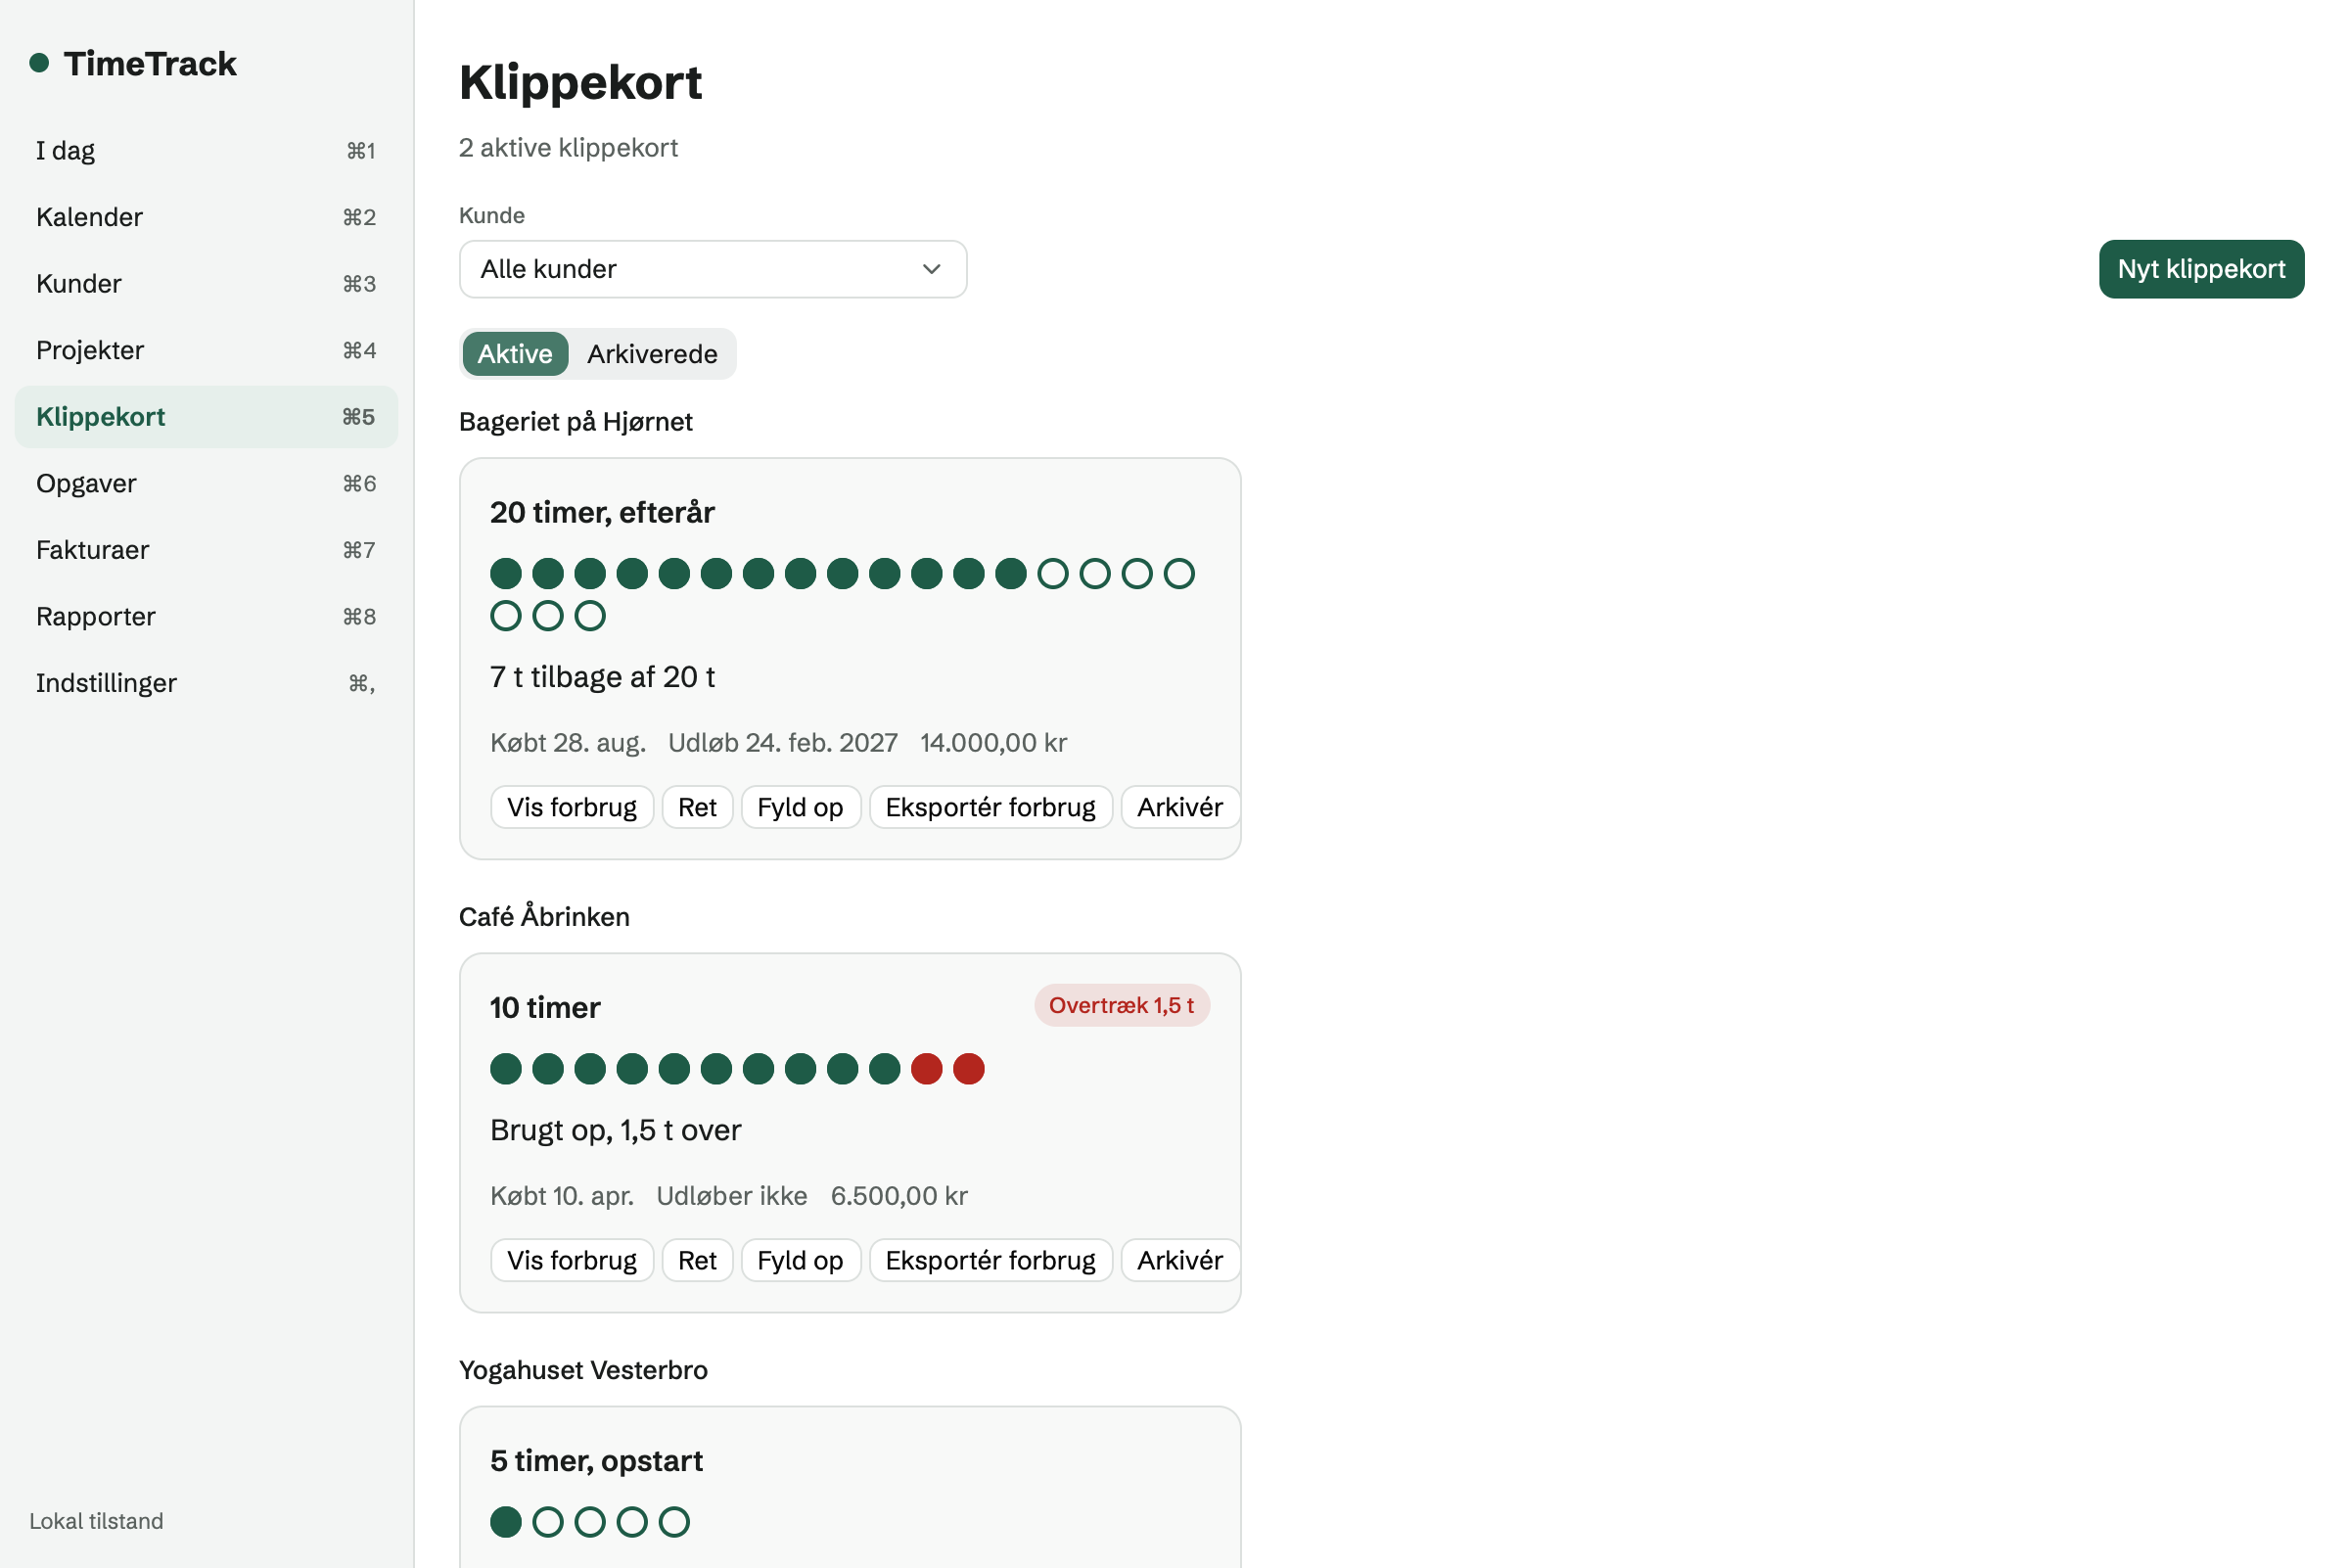 TimeTrack
I dag ⌘1
Kalender ⌘2
Kunder ⌘3
Projekter ⌘4
Klippekort ⌘5
Opgaver ⌘6
Fakturaer ⌘7
Rapporter ⌘8
Indstillinger ⌘,
Lokal tilstand
Klippekort
2 aktive klippekort
Kunde
Alle kunder
Nyt klippekort
Aktive Arkiverede
Bageriet på Hjørnet
20 timer, efterår
7 t tilbage af 20 t
Købt 28. aug. Udløb 24. feb. 2027 14.000,00 kr
Vis forbrug Ret Fyld op Eksportér forbrug Arkivér
Café Åbrinken
10 timer Overtræk 1,5 t
Brugt op, 1,5 t over
Købt 10. apr. Udløber ikke 6.500,00 kr
Vis forbrug Ret Fyld op Eksportér forbrug Arkivér
Yogahuset Vesterbro
5 timer, opstart